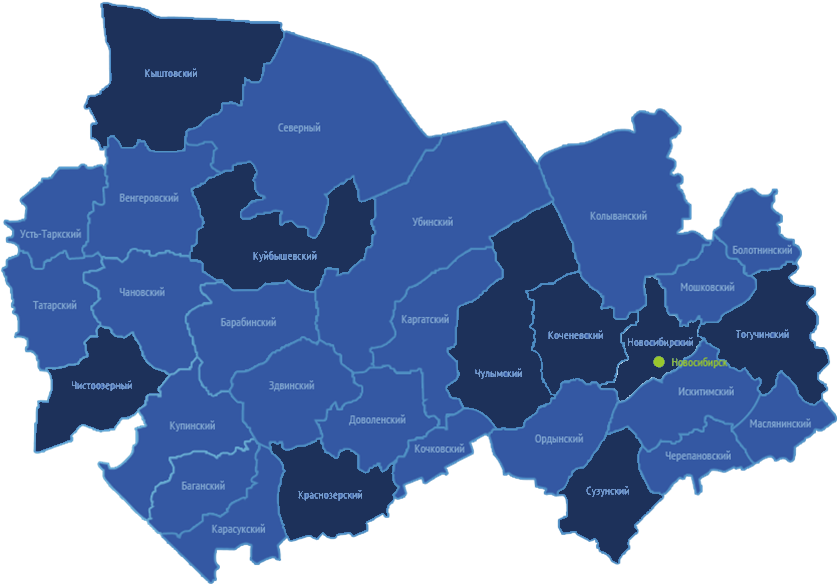 Кыштовский
Северный
Венгеровский
Убинский
Колыванский
Усть-Таркский
Болотнинский
Куйбышевский
Мошковский
Чановский
Татарский
Барабинский
Каргатский
Коченевский
Тогучинский
Новосибирский
Новосибирск
Чулымский
Чистоозерный
Здвинский
Искитимский
Доволенский
Маслянинский
Купинский
Ордынский
Кочковский
Черепановский
Баганский
Краснозерский
Сузунский
Карасукский